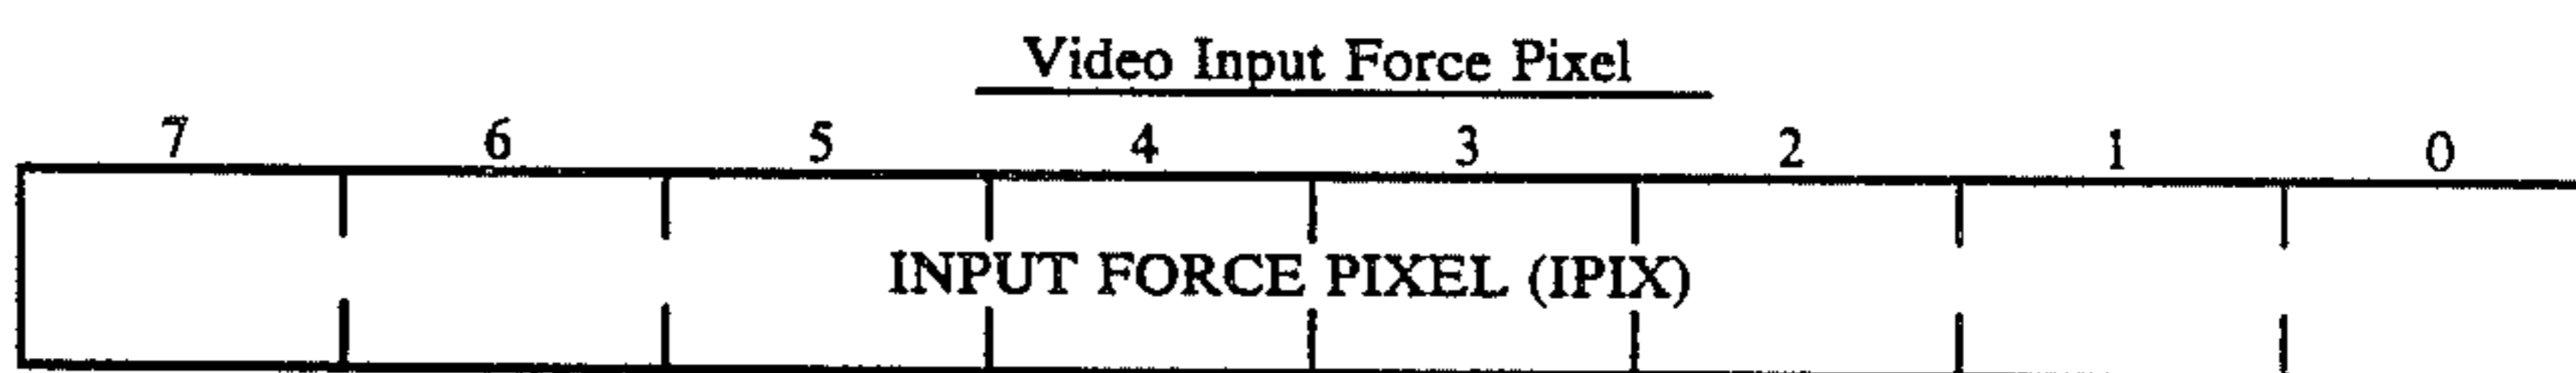 Video Input Force Pixel
7 6 5 4 3 2 1 0
INPUT FORCE PIXEL (IPIX)